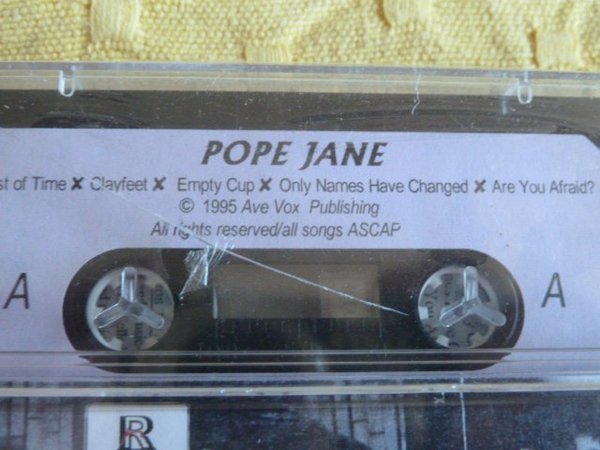 POPE JANE
st of Time ✘ Clayfeet ✘ Empty Cup ✘ Only Names Have Changed ✘ Are You Afraid?
© 1995 Ave Vox Publishing
All rights reserved/all songs ASCAP
A A
R